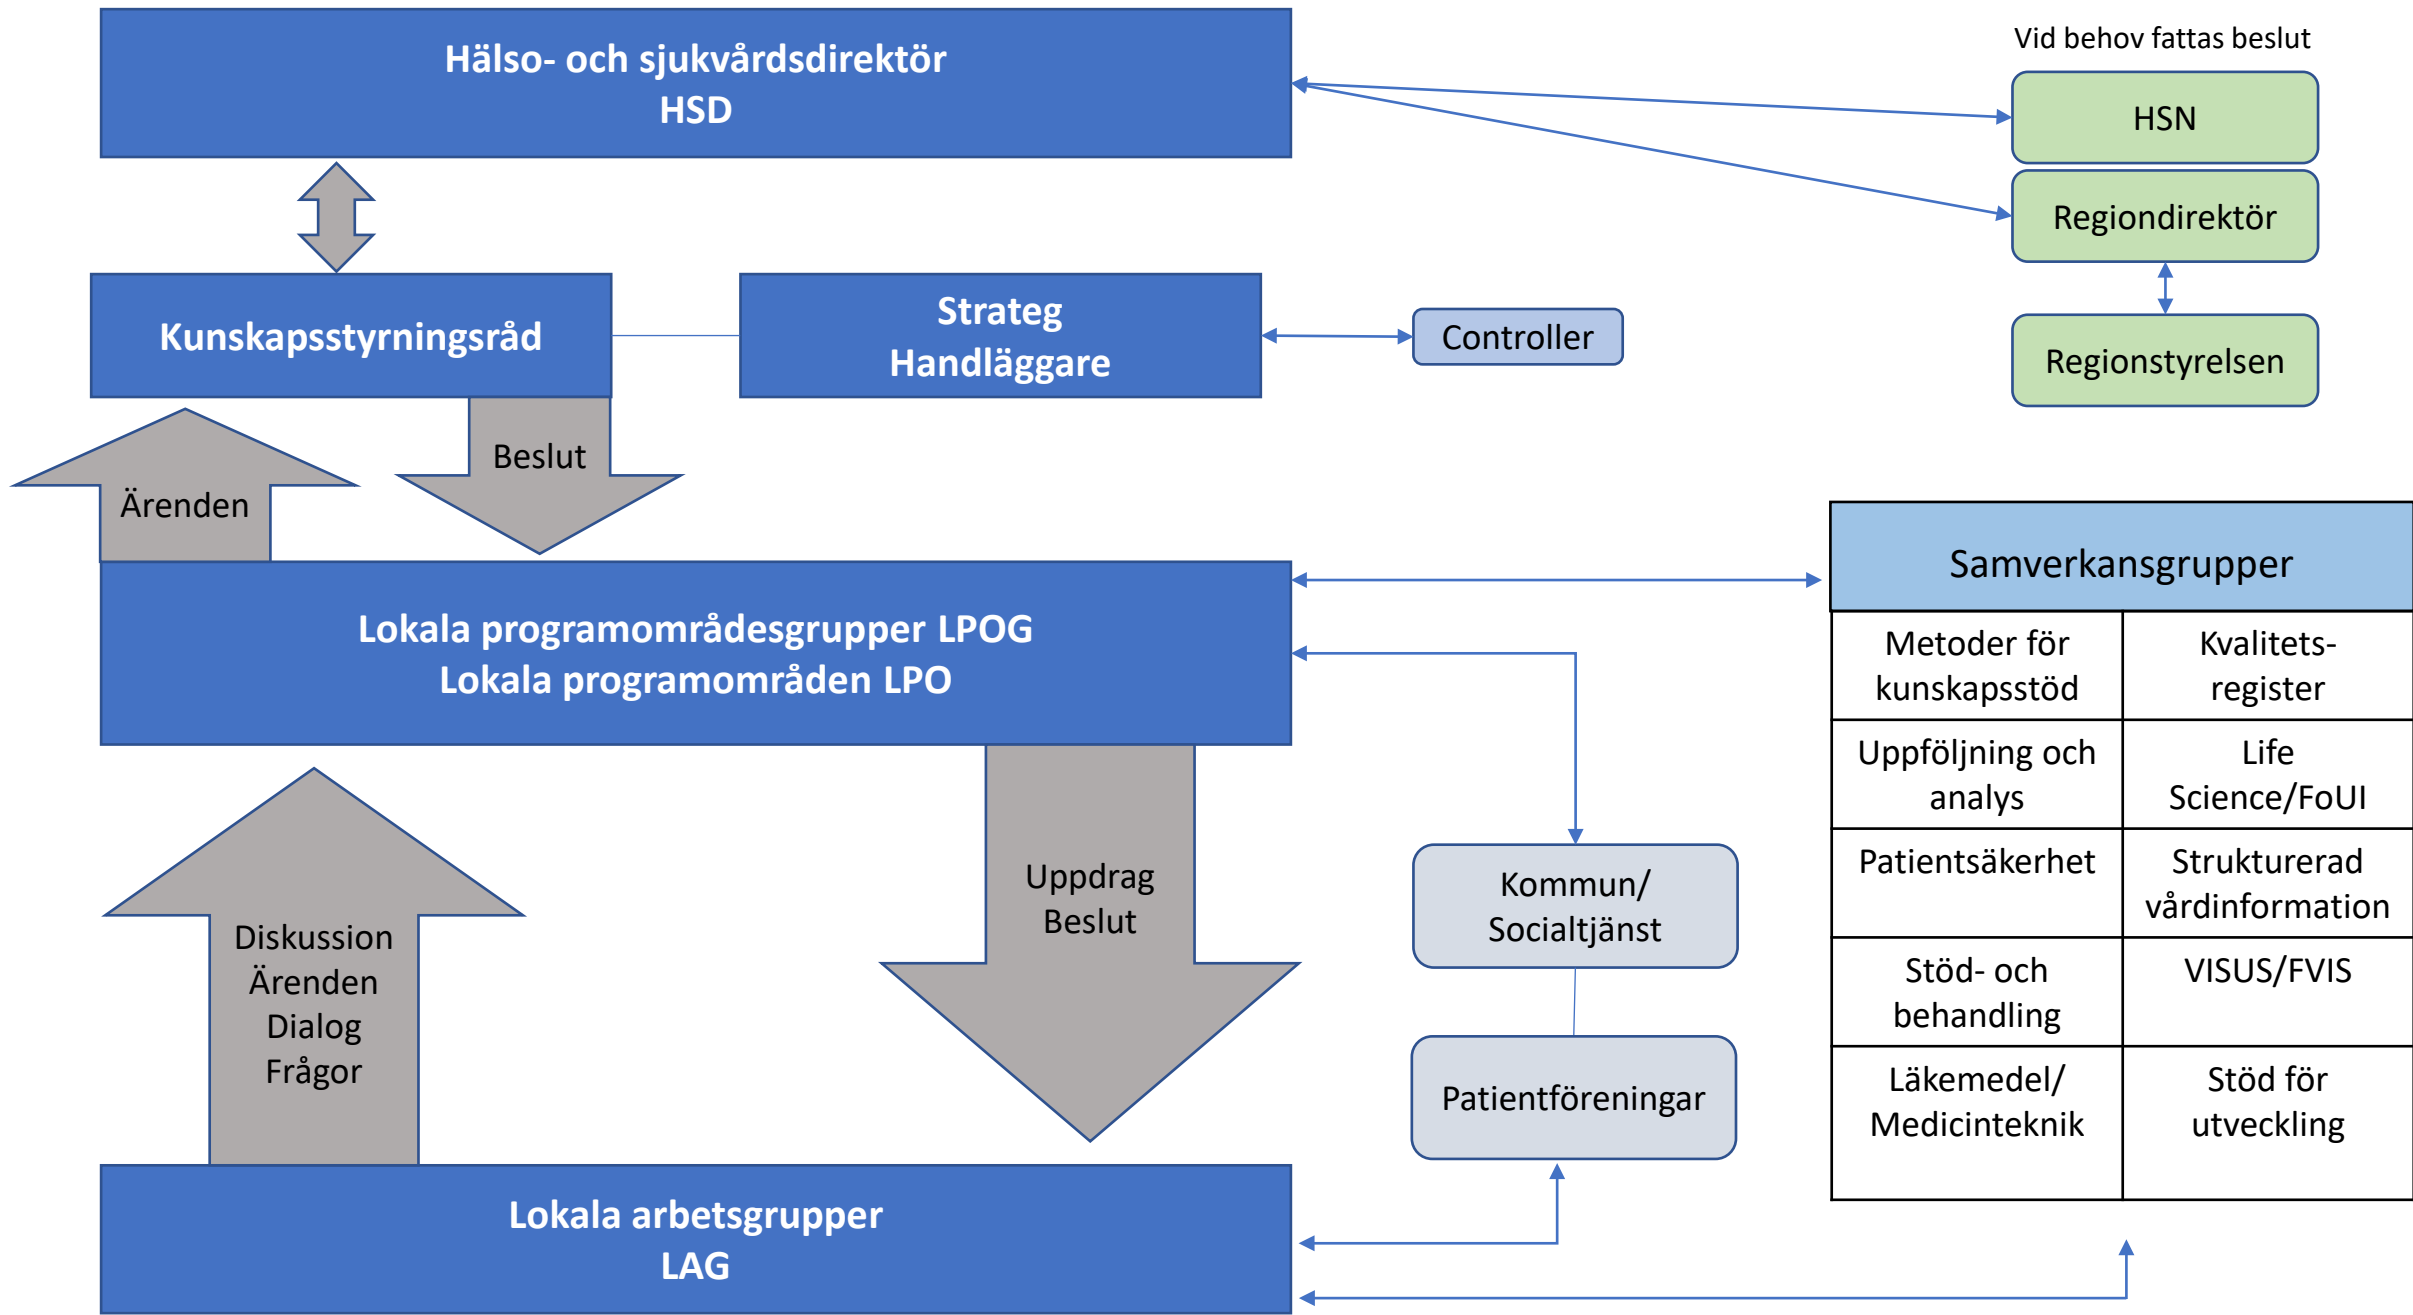 Hälso- och sjukvårdsdirektör
HSD
Vid behov fattas beslut
HSN
Regiondirektör
Regionstyrelsen
Kunskapsstyrningsråd
Strateg
Handläggare
Controller
Ärenden
Beslut
Lokala programområdesgrupper LPOG
Lokala programområden LPO
Diskussion
Ärenden
Dialog
Frågor
Uppdrag
Beslut
Kommun/
Socialtjänst
Patientföreningar
Lokala arbetsgrupper
LAG
Samverkansgrupper
Metoder för
kunskapsstöd
Kvalitets-
register
Uppföljning och
analys
Life
Science/FoUI
Patientsäkerhet
Strukturerad
vårdinformation
Stöd- och
behandling
VISUS/FVIS
Läkemedel/
Medicinteknik
Stöd för
utveckling